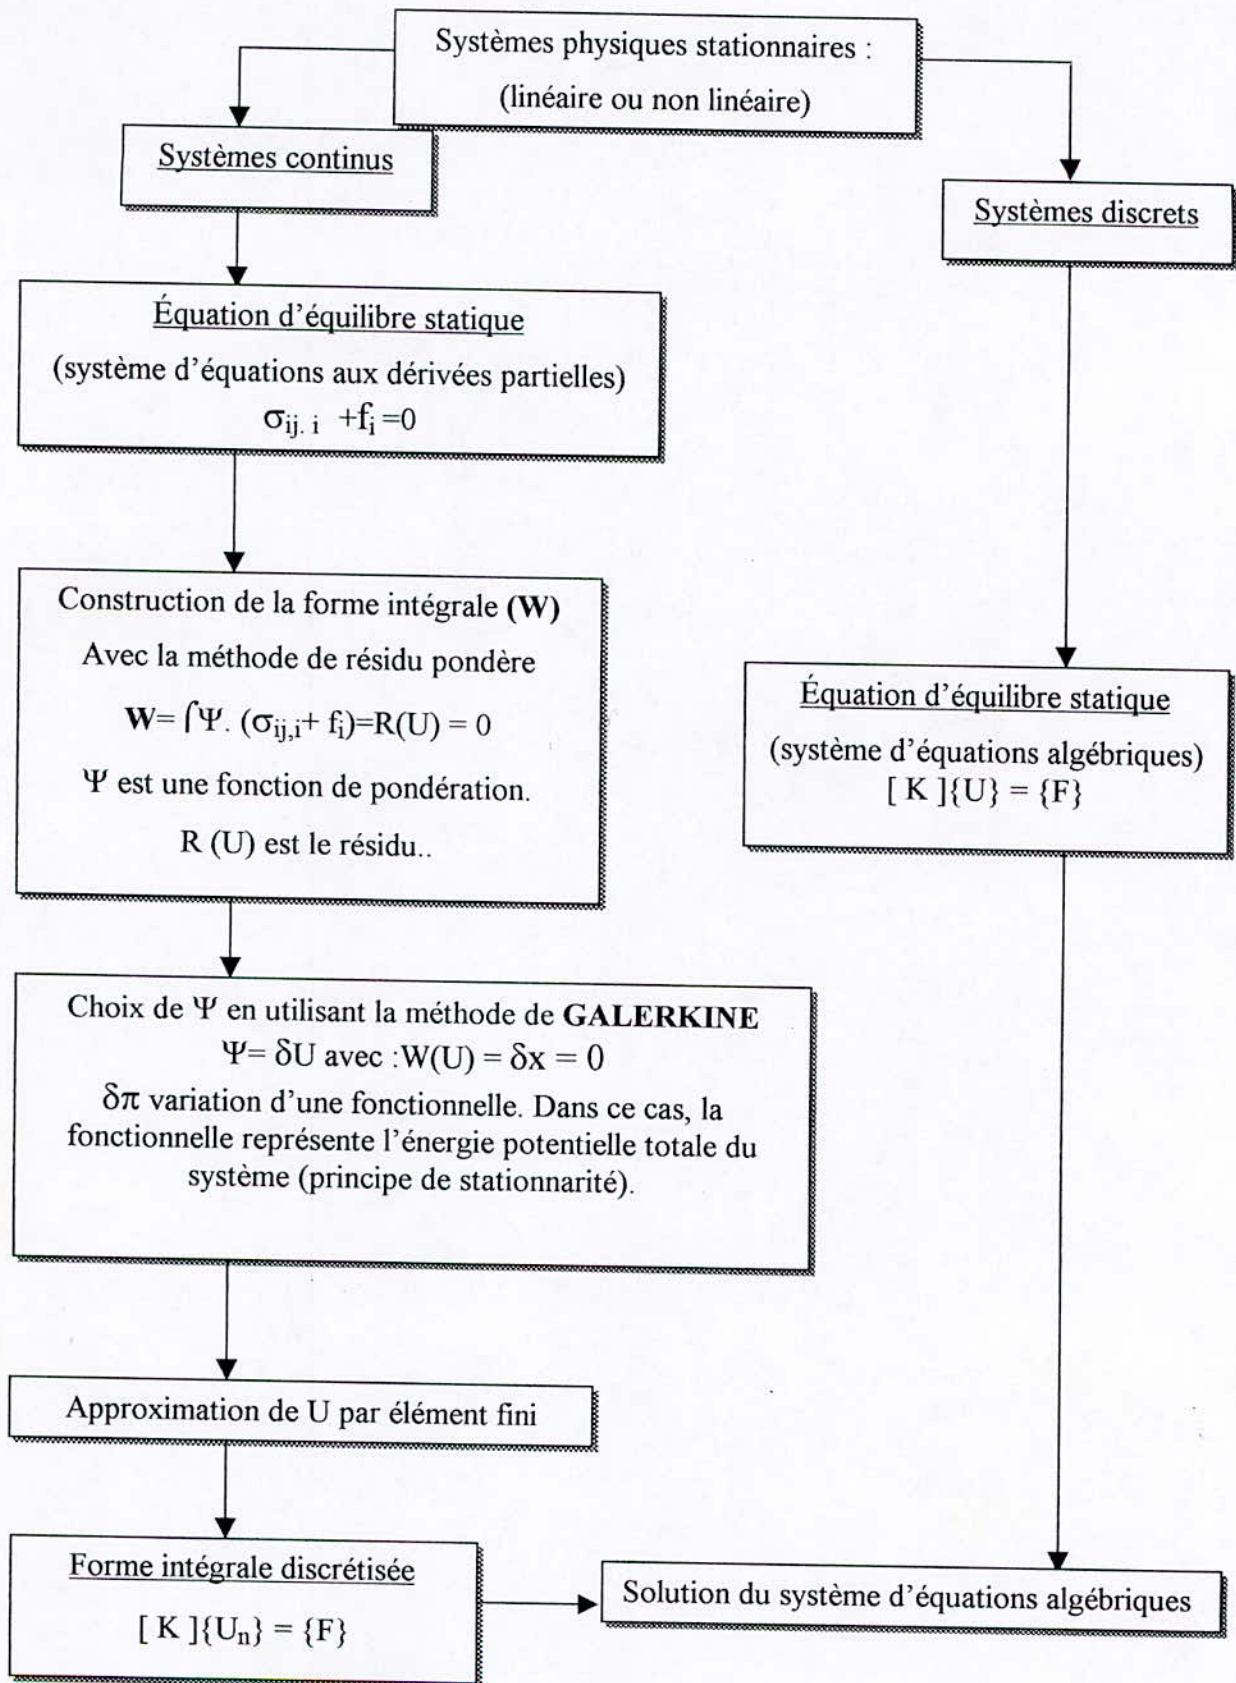 Systèmes physiques stationnaires :
(linéaire ou non linéaire)
Systèmes continus
Systèmes discrets
Équation d'équilibre statique
(système d'équations aux dérivées partielles)
σij. i +fi =0
Construction de la forme intégrale (W)
Avec la méthode de résidu pondère
W= ∫Ψ. (σij,i+ fi)=R(U) = 0
Ψ est une fonction de pondération.
R (U) est le résidu..
Équation d'équilibre statique
(système d'équations algébriques)
[ K ]{U} = {F}
Choix de Ψ en utilisant la méthode de GALERKINE
Ψ= δU avec :W(U) = δx = 0
δπ variation d'une fonctionnelle. Dans ce cas, la
fonctionnelle représente l'énergie potentielle totale du
système (principe de stationnarité).
Approximation de U par élément fini
Forme intégrale discrétisée
[ K ]{Un} = {F}
Solution du système d'équations algébriques